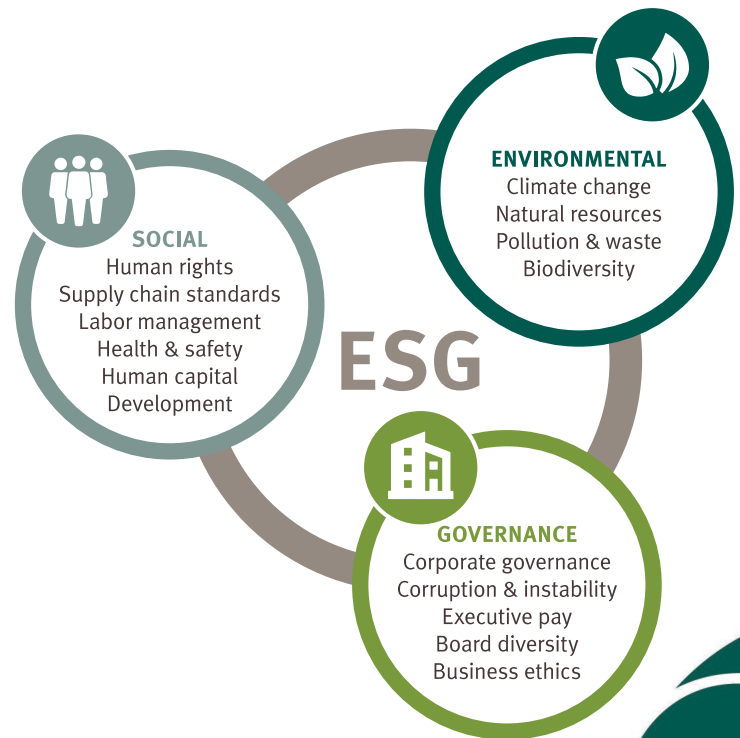 ENVIRONMENTAL
Climate change
Natural resources
Pollution & waste
Biodiversity
SOCIAL
Human rights
Supply chain standards
Labor management
Health & safety
Human capital
Development
ESG
GOVERNANCE
Corporate governance
Corruption & instability
Executive pay
Board diversity
Business ethics